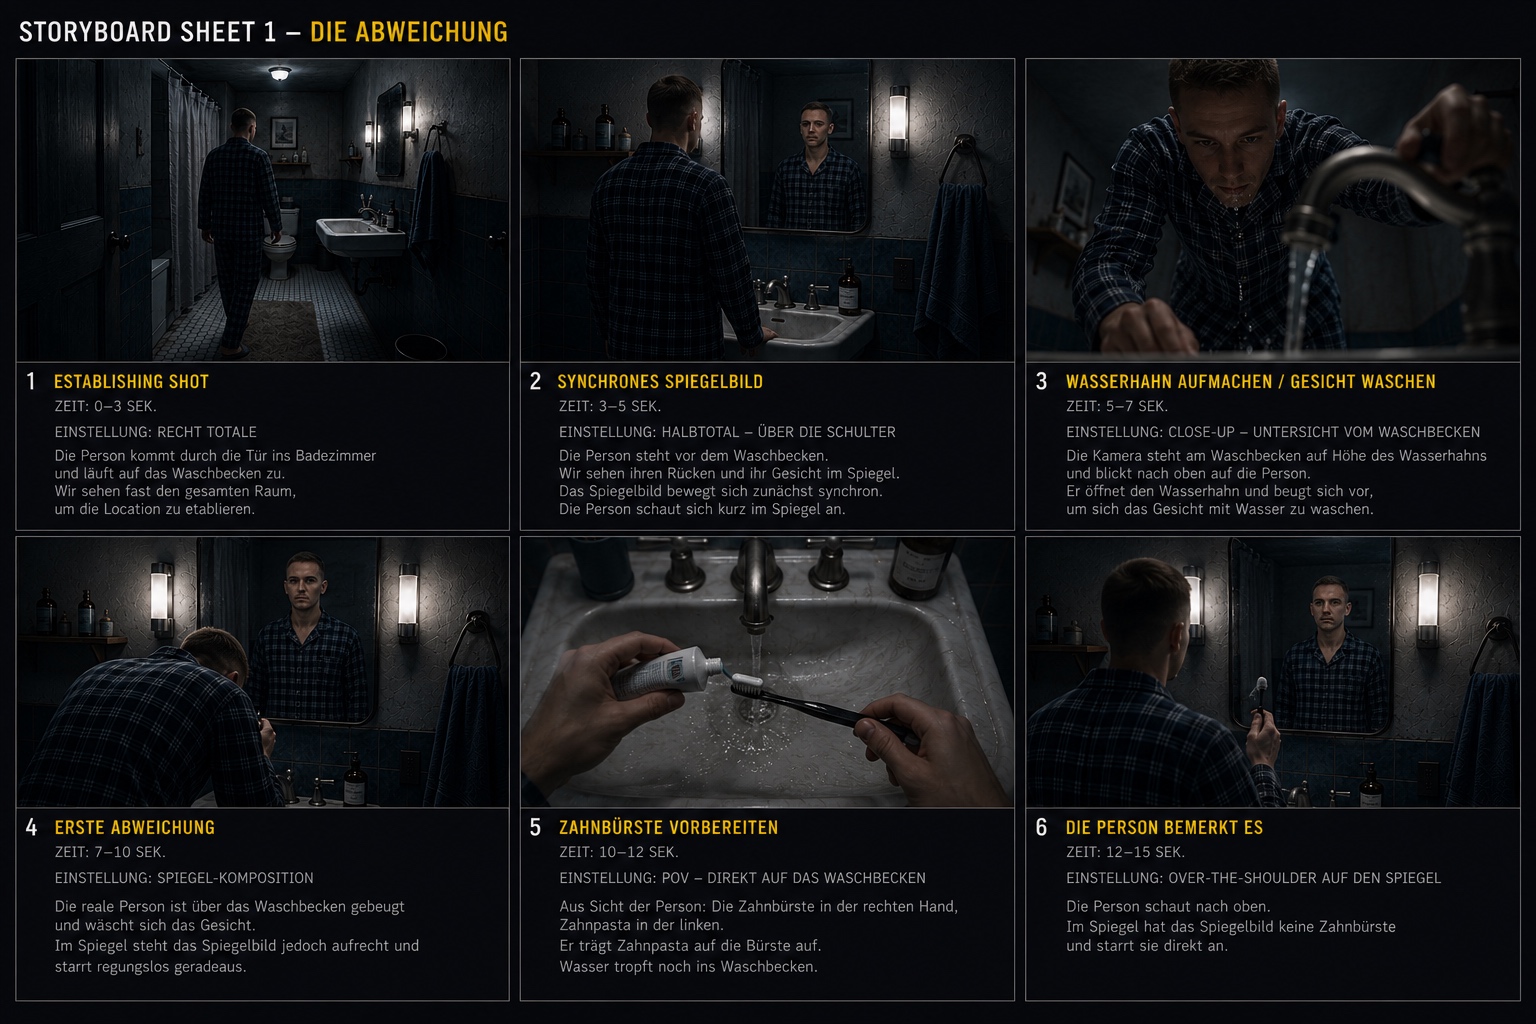 STORYBOARD SHEET 1 – DIE ABWEICHUNG
1 ESTABLISHING SHOT
ZEIT: 0–3 SEK.
EINSTELLUNG: RECHT TOTALE
Die Person kommt durch die Tür ins Badezimmer
und läuft auf das Waschbecken zu.
Wir sehen fast den gesamten Raum,
um die Location zu etablieren.
2 SYNCHRONES SPIEGELBILD
ZEIT: 3–5 SEK.
EINSTELLUNG: HALBTOTAL – ÜBER DIE SCHULTER
Die Person steht vor dem Waschbecken.
Wir sehen ihren Rücken und ihr Gesicht im Spiegel.
Das Spiegelbild bewegt sich zunächst synchron.
Die Person schaut sich kurz im Spiegel an.
3 WASSERHAHN AUFMACHEN / GESICHT WASCHEN
ZEIT: 5–7 SEK.
EINSTELLUNG: CLOSE-UP – UNTERSICHT VOM WASCHBECKEN
Die Kamera steht am Waschbecken auf Höhe des Wasserhahns
und blickt nach oben auf die Person.
Er öffnet den Wasserhahn und beugt sich vor,
um sich das Gesicht mit Wasser zu waschen.
4 ERSTE ABWEICHUNG
ZEIT: 7–10 SEK.
EINSTELLUNG: SPIEGEL-KOMPOSITION
Die reale Person ist über das Waschbecken gebeugt
und wäscht sich das Gesicht.
Im Spiegel steht das Spiegelbild jedoch aufrecht und
starrt regungslos geradeaus.
5 ZAHNBÜRSTE VORBEREITEN
ZEIT: 10–12 SEK.
EINSTELLUNG: POV – DIREKT AUF DAS WASCHBECKEN
Aus Sicht der Person: Die Zahnbürste in der rechten Hand,
Zahnpasta in der linken.
Er trägt Zahnpasta auf die Bürste auf.
Wasser tropft noch ins Waschbecken.
6 DIE PERSON BEMERKT ES
ZEIT: 12–15 SEK.
EINSTELLUNG: OVER-THE-SHOULDER AUF DEN SPIEGEL
Die Person schaut nach oben.
Im Spiegel hat das Spiegelbild keine Zahnbürste
und starrt sie direkt an.